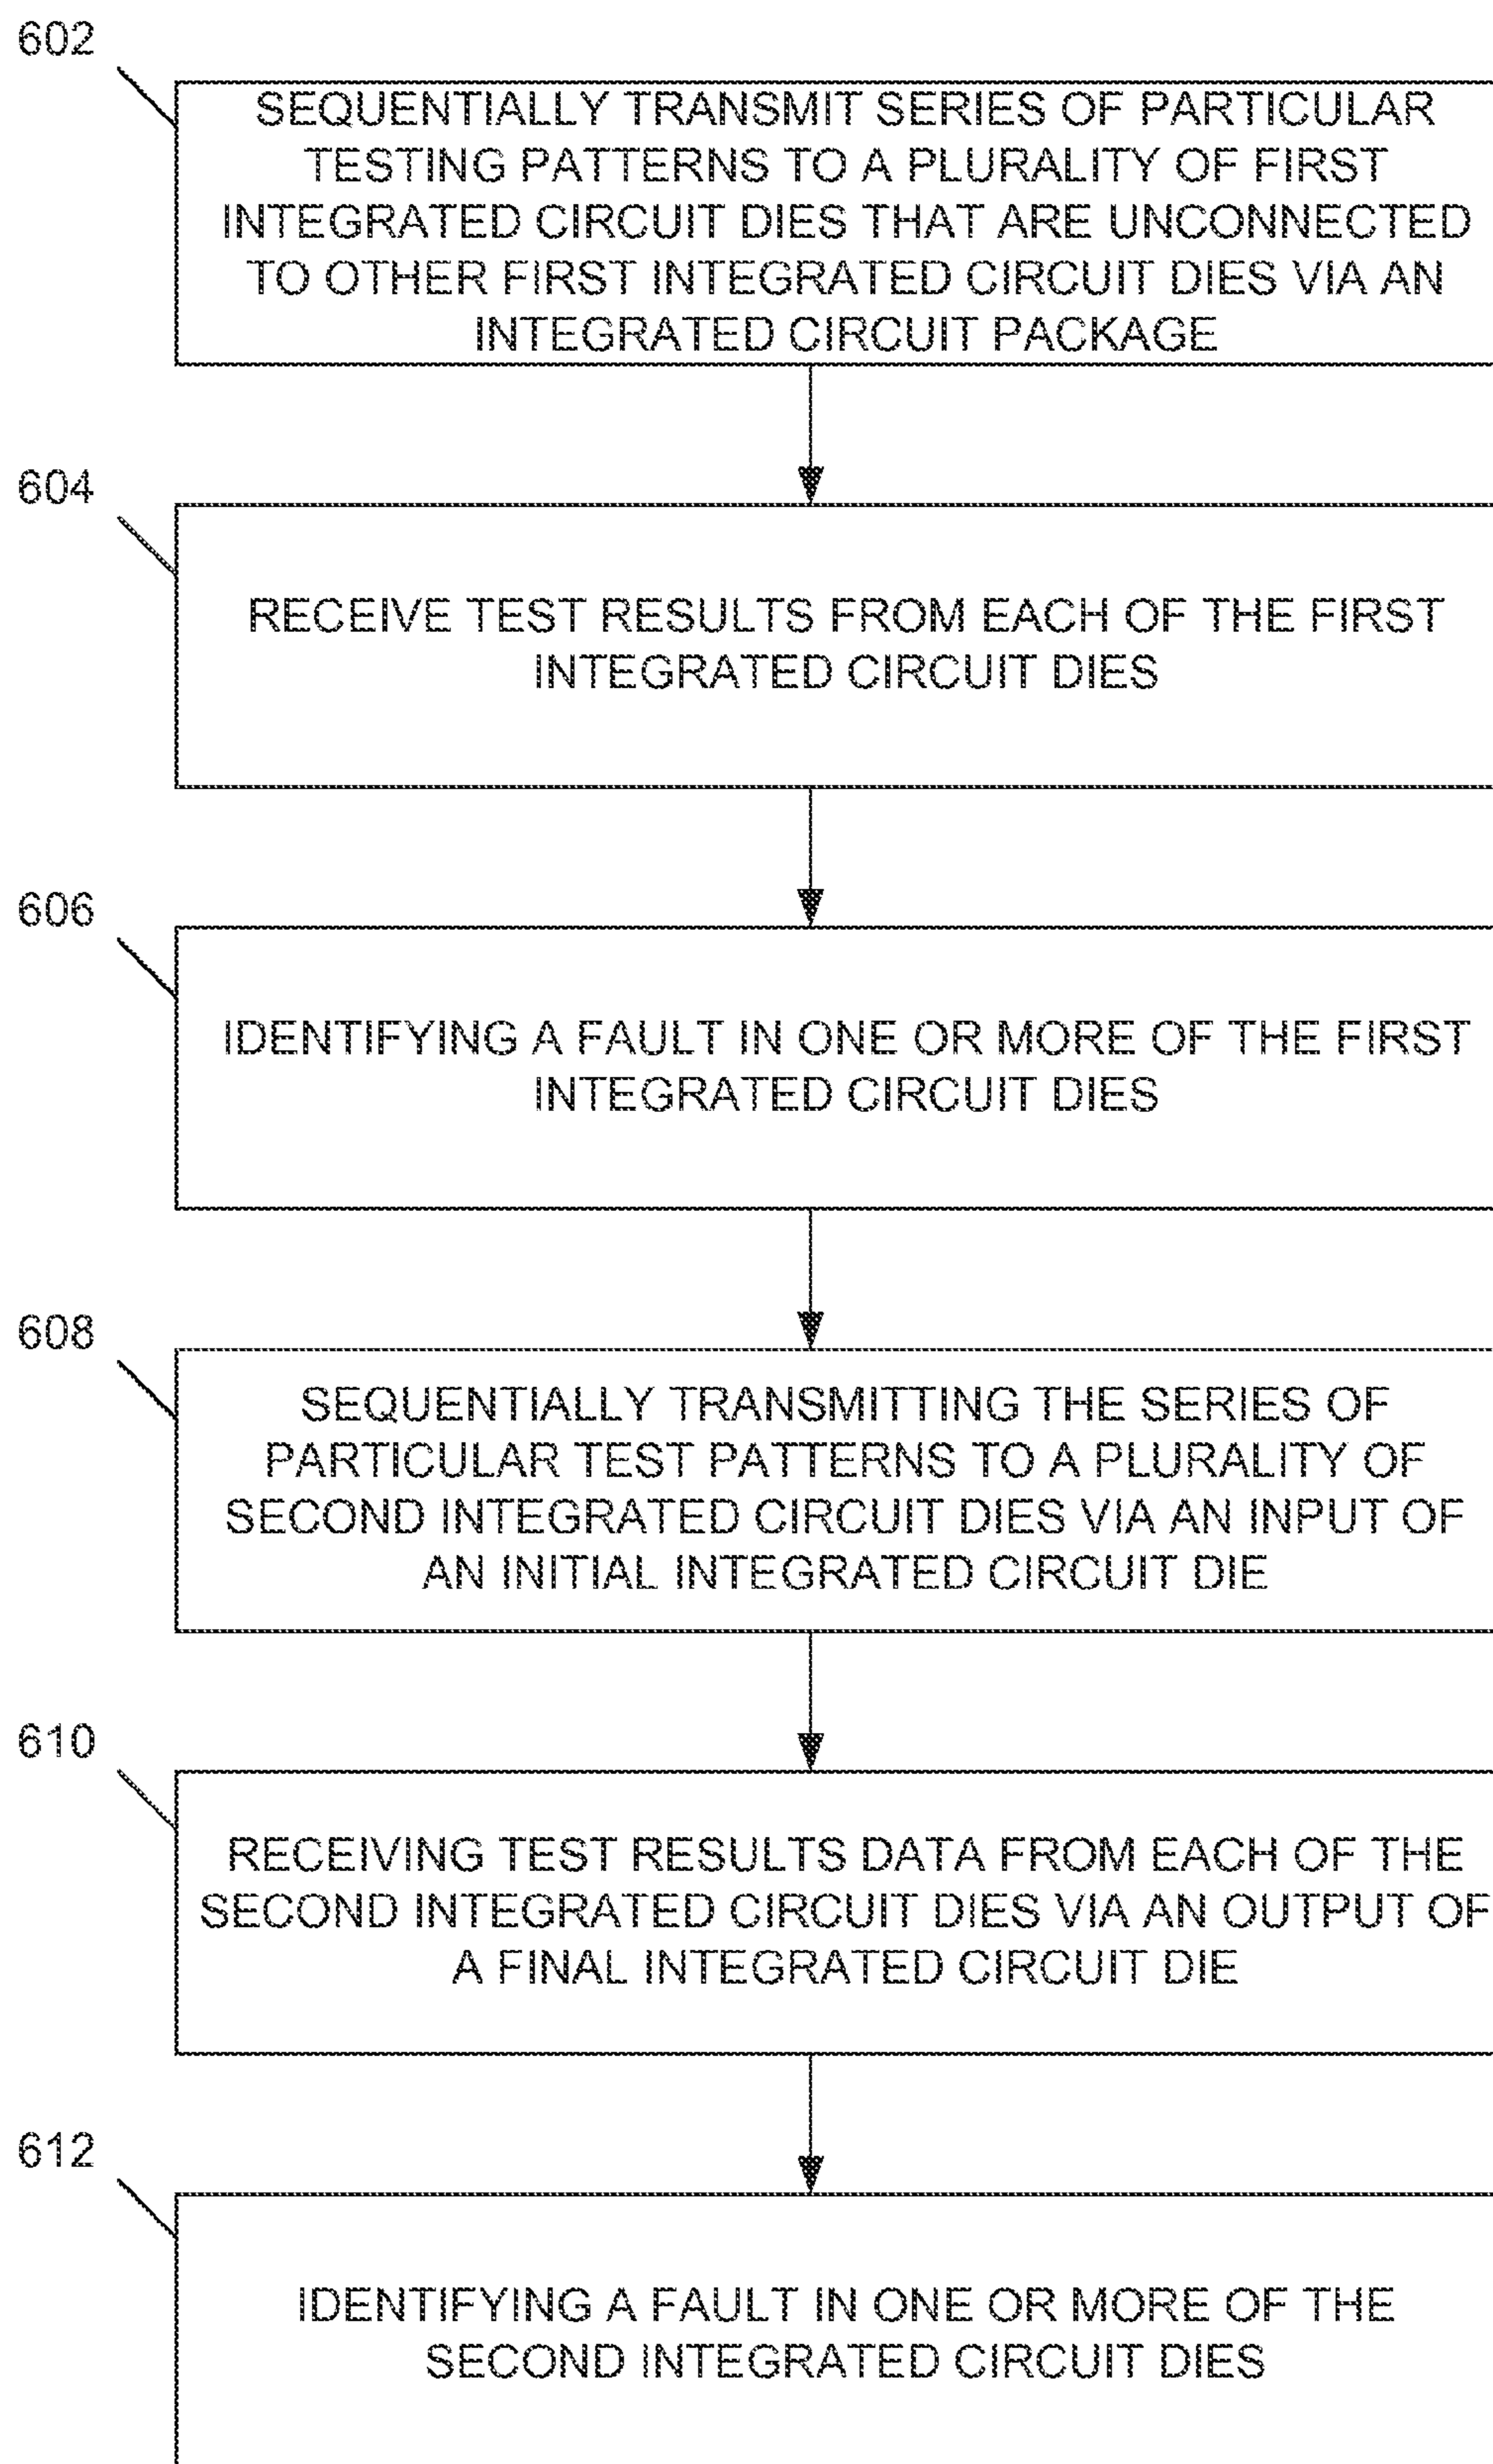 602
SEQUENTIALLY TRANSMIT SERIES OF PARTICULAR
TESTING PATTERNS TO A PLURALITY OF FIRST
INTEGRATED CIRCUIT DIES THAT ARE UNCONNECTED
TO OTHER FIRST INTEGRATED CIRCUIT DIES VIA AN
INTEGRATED CIRCUIT PACKAGE
604
RECEIVE TEST RESULTS FROM EACH OF THE FIRST
INTEGRATED CIRCUIT DIES
606
IDENTIFYING A FAULT IN ONE OR MORE OF THE FIRST
INTEGRATED CIRCUIT DIES
608
SEQUENTIALLY TRANSMITTING THE SERIES OF
PARTICULAR TEST PATTERNS TO A PLURALITY OF
SECOND INTEGRATED CIRCUIT DIES VIA AN INPUT OF
AN INITIAL INTEGRATED CIRCUIT DIE
610
RECEIVING TEST RESULTS DATA FROM EACH OF THE
SECOND INTEGRATED CIRCUIT DIES VIA AN OUTPUT OF
A FINAL INTEGRATED CIRCUIT DIE
612
IDENTIFYING A FAULT IN ONE OR MORE OF THE
SECOND INTEGRATED CIRCUIT DIES